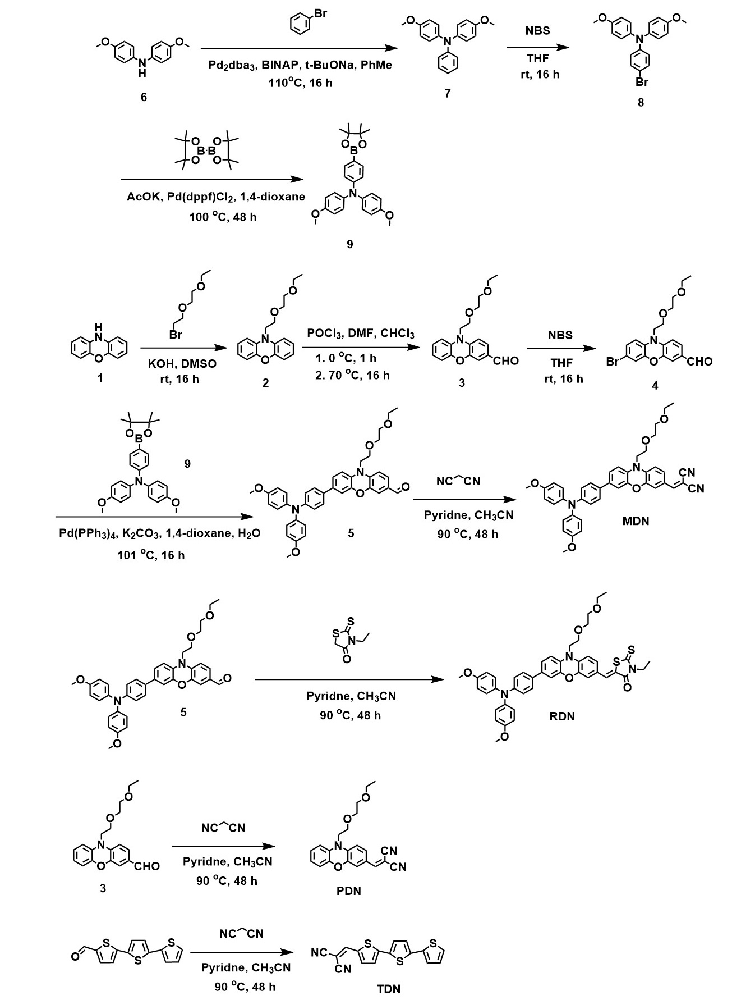 Br
O
O
N
H
6
Pd2dba3, BINAP, t-BuONa, PhMe
110°C, 16 h
O
O
N
7
NBS
THF
rt, 16 h
O
O
N
Br
8
O
O
B
B
O
O
AcOK, Pd(dppf)Cl2, 1,4-dioxane
100 °C, 48 h
O
O
B
N
O
O
9
H
N
O
1
O
O
Br
KOH, DMSO
rt, 16 h
O
O
N
O
2
POCl3, DMF, CHCl3
1. 0 °C, 1 h
2. 70 °C, 16 h
O
O
N
O
CHO
3
NBS
THF
rt, 16 h
O
O
N
Br
O
CHO
4
O
O
B
9
N
O
O
Pd(PPh3)4, K2CO3, 1,4-dioxane, H2O
101 °C, 16 h
O
O
N
O
O
O
N
O
5
NC
CN
Pyridne, CH3CN
90 °C, 48 h
O
O
N
CN
O
CN
O
N
O
MDN
O
O
N
O
O
O
N
O
5
S
S
N
O
Pyridne, CH3CN
90 °C, 48 h
O
O
S
N
S
N
O
O
O
N
O
RDN
O
O
N
O
CHO
3
NC
CN
Pyridne, CH3CN
90 °C, 48 h
O
O
N
CN
O
CN
PDN
O
S
S
S
NC
CN
Pyridne, CH3CN
90 °C, 48 h
NC
CN
S
S
S
TDN